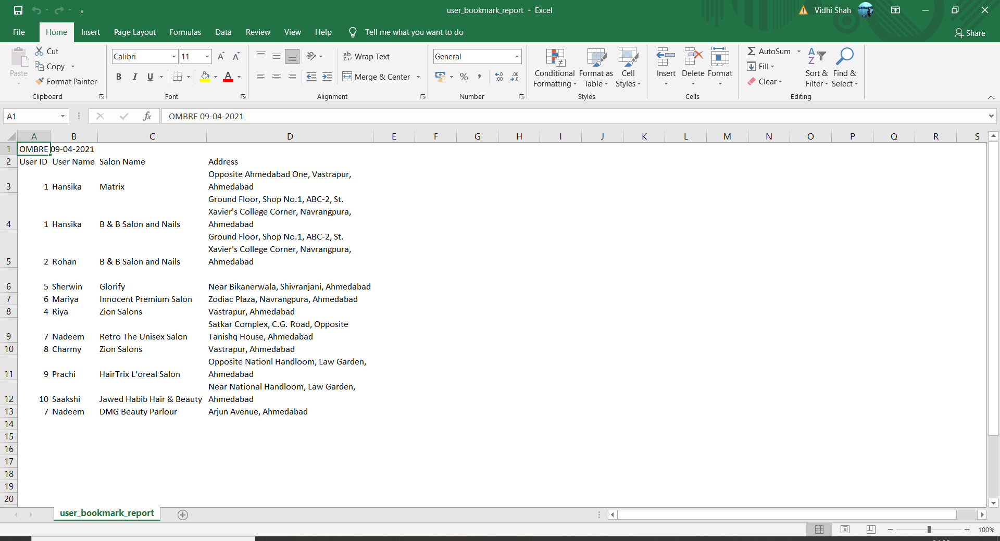 user_bookmark_report - Excel
Vidhi Shah
File Home Insert Page Layout Formulas Data Review View Help Tell me what you want to do
Share
Paste
Cut
Copy
Format Painter
Clipboard
Calibri 11
B I U
Font
Wrap Text
Merge & Center
Alignment
General
%
Number
Conditional Formatting
Format as Table
Cell Styles
Styles
Insert
Delete
Format
Cells
AutoSum
Fill
Clear
Sort & Filter
Find & Select
Editing
A1
fx
OMBRE 09-04-2021
A B C D E F G H I J K L M N O P Q R S
1 OMBRE 09-04-2021
2 User ID User Name Salon Name Address
Opposite Ahmedabad One, Vastrapur,
3 1 Hansika Matrix Ahmedabad
Ground Floor, Shop No.1, ABC-2, St.
Xavier's College Corner, Navrangpura,
4 1 Hansika B & B Salon and Nails Ahmedabad
Ground Floor, Shop No.1, ABC-2, St.
Xavier's College Corner, Navrangpura,
5 2 Rohan B & B Salon and Nails Ahmedabad
6 5 Sherwin Glorify Near Bikanerwala, Shivranjani, Ahmedabad
7 6 Mariya Innocent Premium Salon Zodiac Plaza, Navrangpura, Ahmedabad
8 4 Riya Zion Salons Vastrapur, Ahmedabad
Satkar Complex, C.G. Road, Opposite
9 7 Nadeem Retro The Unisex Salon Tanishq House, Ahmedabad
10 8 Charmy Zion Salons Vastrapur, Ahmedabad
Opposite Nationl Handloom, Law Garden,
11 9 Prachi HairTrix L'oreal Salon Ahmedabad
Near National Handloom, Law Garden,
12 10 Saakshi Jawed Habib Hair & Beauty Ahmedabad
13 7 Nadeem DMG Beauty Parlour Arjun Avenue, Ahmedabad
14
15
16
17
18
19
20
user_bookmark_report
100%